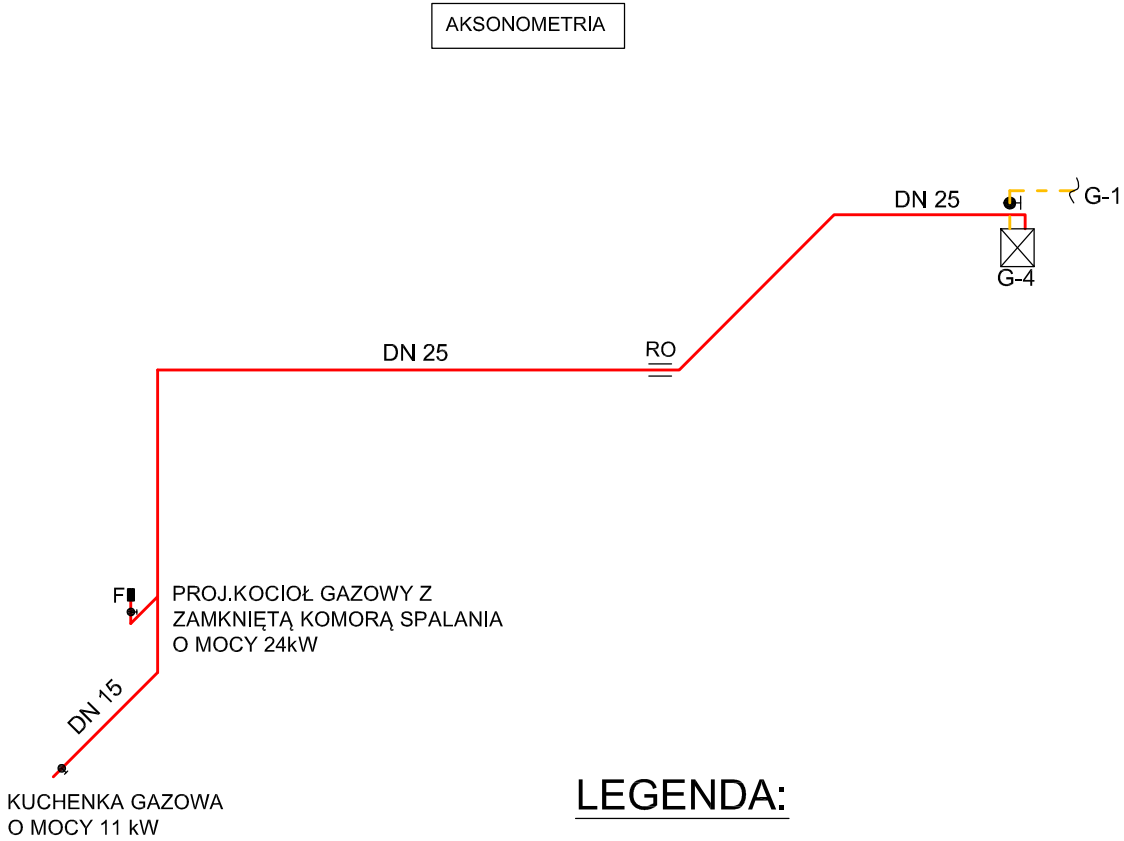 AKSONOMETRIA
DN 25
G-1
G-4
DN 25
RO
F
PROJ.KOCIOŁ GAZOWY Z
ZAMKNIĘTĄ KOMORĄ SPALANIA
O MOCY 24kW
DN 15
KUCHENKA GAZOWA
O MOCY 11 kW
LEGENDA: